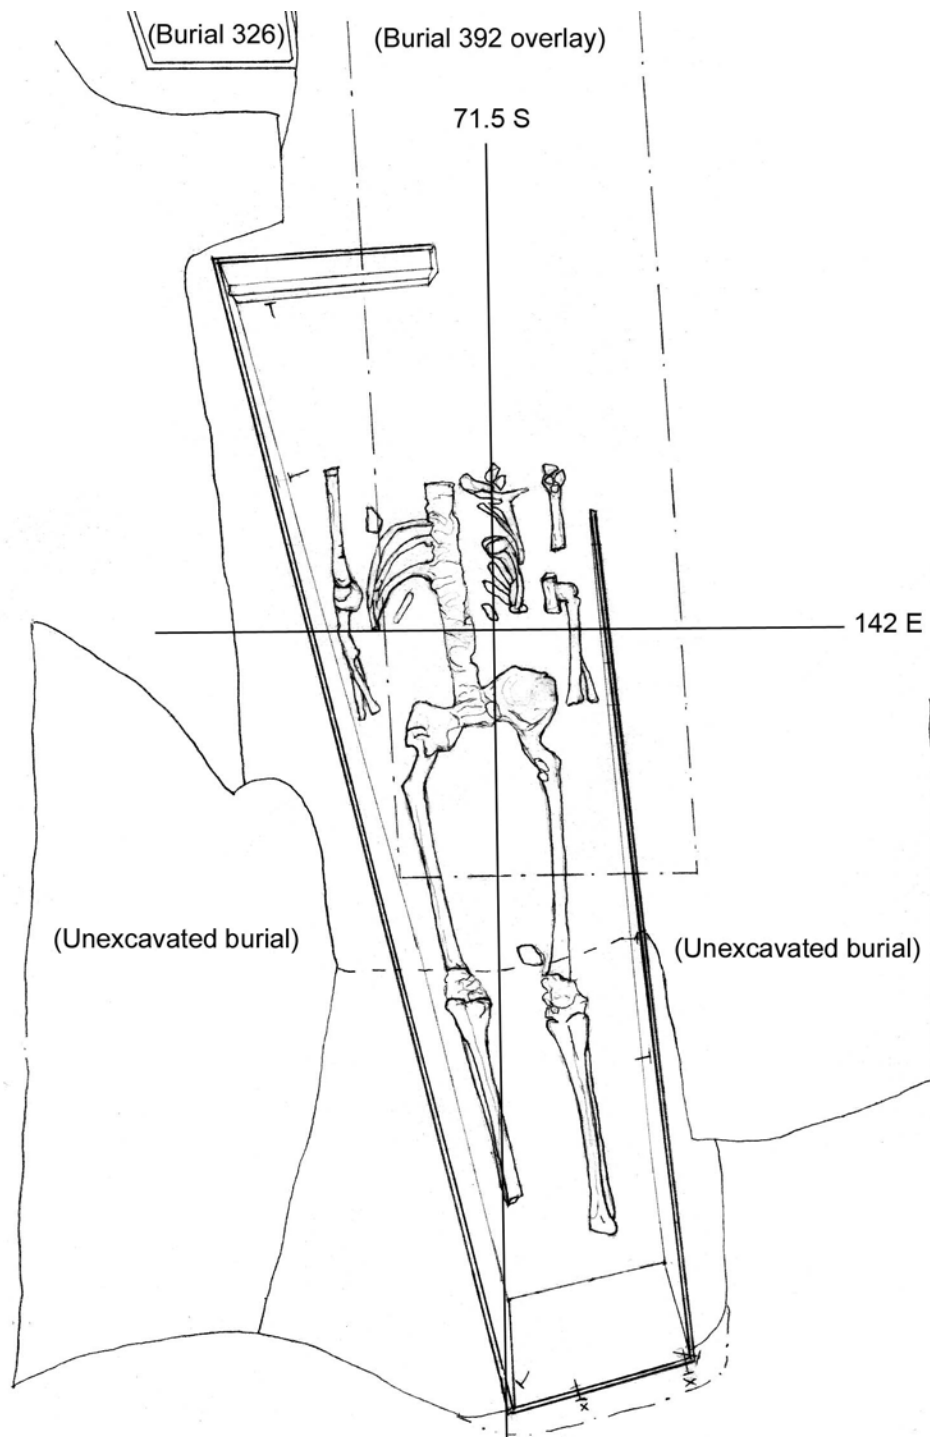 (Burial 326)
(Burial 392 overlay)
71.5 S
142 E
(Unexcavated burial)
(Unexcavated burial)
x
x